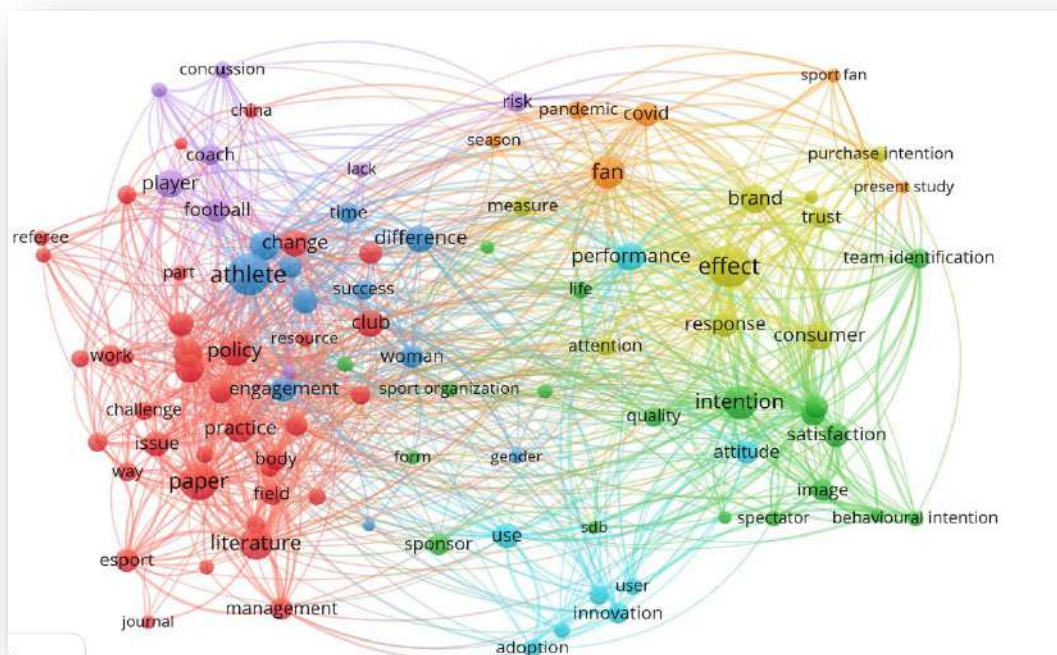 concussion
sport fan
china
risk
pandemic
covid
season
coach
purchase intention
lack
fan
player
present study
brand
football
time
measure
trust
referee
change
difference
performance
team identification
part
athlete
effect
success
life
club
response
consumer
resource
work
policy
woman
attention
engagement
sport organization
intention
challenge
quality
practice
satisfaction
issue
attitude
way
body
form
gender
paper
field
image
spectator
behavioural intention
literature
sponsor
use
sdb
esport
user
management
innovation
journal
adoption